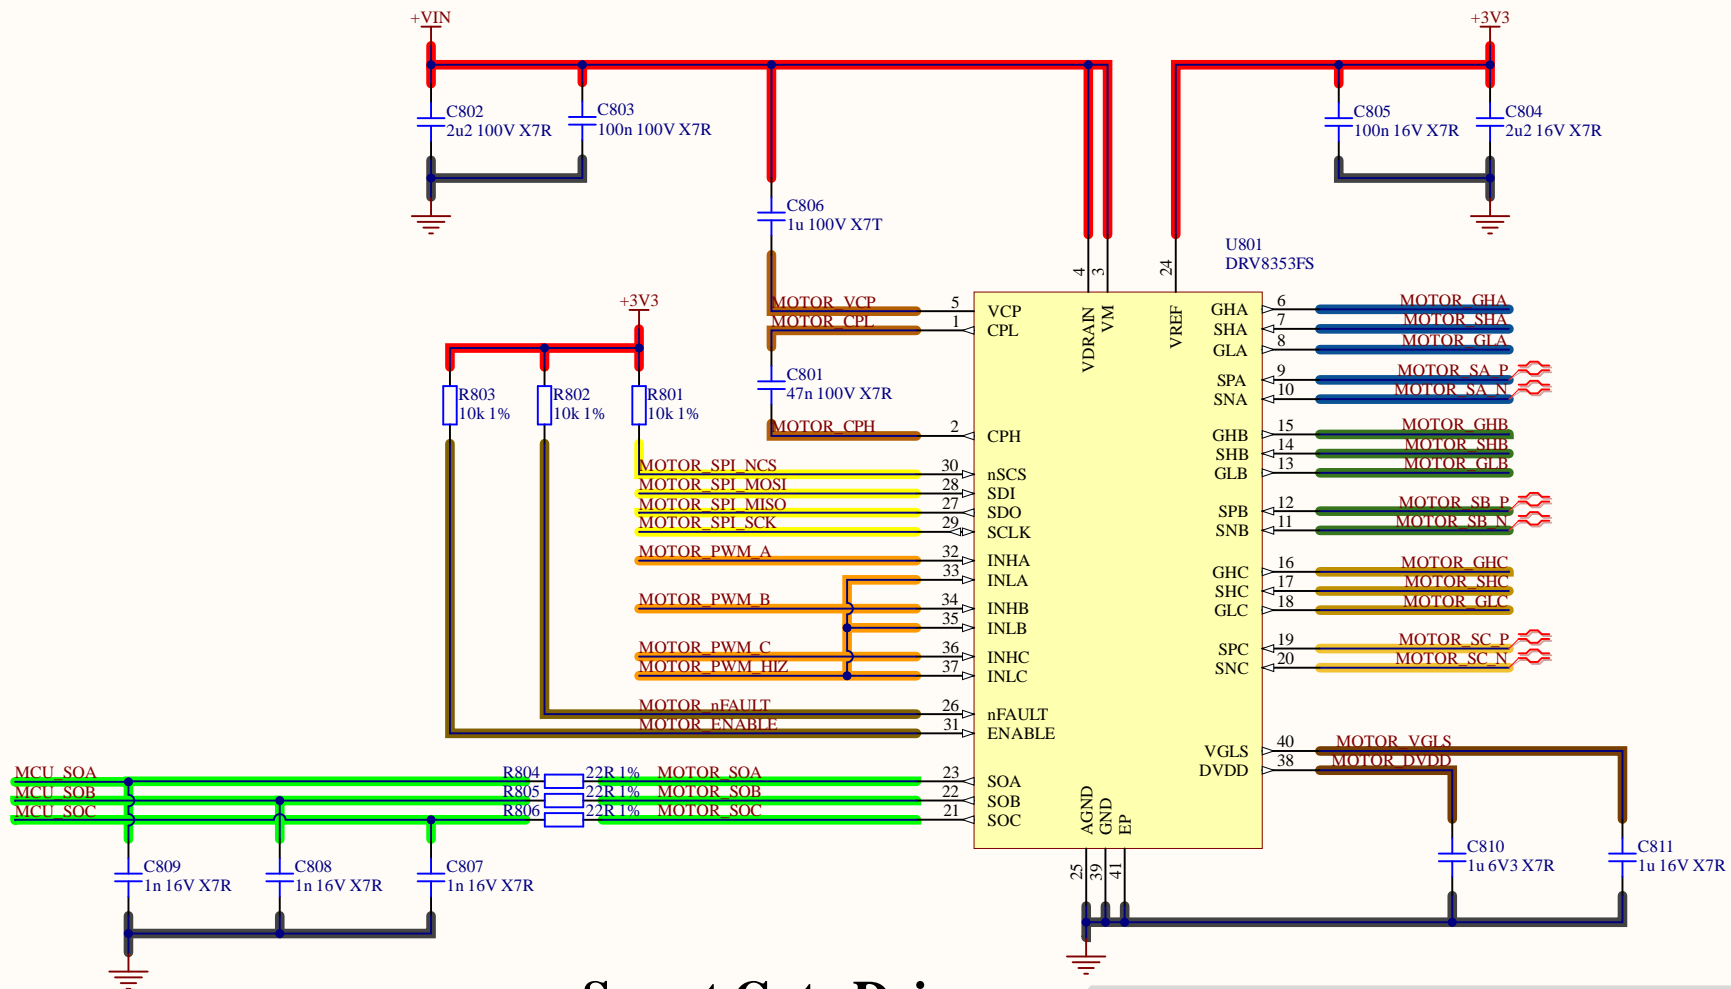 +VIN
+3V3
C802
2u2 100V X7R
C803
100n 100V X7R
C805
100n 16V X7R
C804
2u2 16V X7R
C806
1u 100V X7T
U801
DRV8353FS
4
3
24
+3V3
MOTOR_VCP
5
VCP
MOTOR_CPL
1
CPL
VDRAIN
VM
VREF
GHA
6
MOTOR_GHA
SHA
7
MOTOR_SHA
GLA
8
MOTOR_GLA
SPA
9
MOTOR_SA_P
SNA
10
MOTOR_SA_N
R803
10k 1%
R802
10k 1%
R801
10k 1%
C801
47n 100V X7R
MOTOR_CPH
2
CPH
GHB
15
MOTOR_GHB
SHB
14
MOTOR_SHB
GLB
13
MOTOR_GLB
MOTOR_SPI_NCS
30
nSCS
MOTOR_SPI_MOSI
28
SDI
MOTOR_SPI_MISO
27
SDO
MOTOR_SPI_SCK
29
SCLK
SPB
12
MOTOR_SB_P
SNB
11
MOTOR_SB_N
MOTOR_PWM_A
32
INHA
33
INLA
MOTOR_PWM_B
34
INHB
35
INLB
MOTOR_PWM_C
36
INHC
MOTOR_PWM_HIZ
37
INLC
GHC
16
MOTOR_GHC
SHC
17
MOTOR_SHC
GLC
18
MOTOR_GLC
SPC
19
MOTOR_SC_P
SNC
20
MOTOR_SC_N
MOTOR_nFAULT
26
nFAULT
MOTOR_ENABLE
31
ENABLE
VGLS
40
MOTOR_VGLS
DVDD
38
MOTOR_DVDD
MCU_SOA
R804
22R 1%
MOTOR_SOA
23
SOA
MCU_SOB
R805
22R 1%
MOTOR_SOB
22
SOB
MCU_SOC
R806
22R 1%
MOTOR_SOC
21
SOC
AGND
GND
EP
25
39
41
C809
1n 16V X7R
C808
1n 16V X7R
C807
1n 16V X7R
C810
1u 6V3 X7R
C811
1u 16V X7R